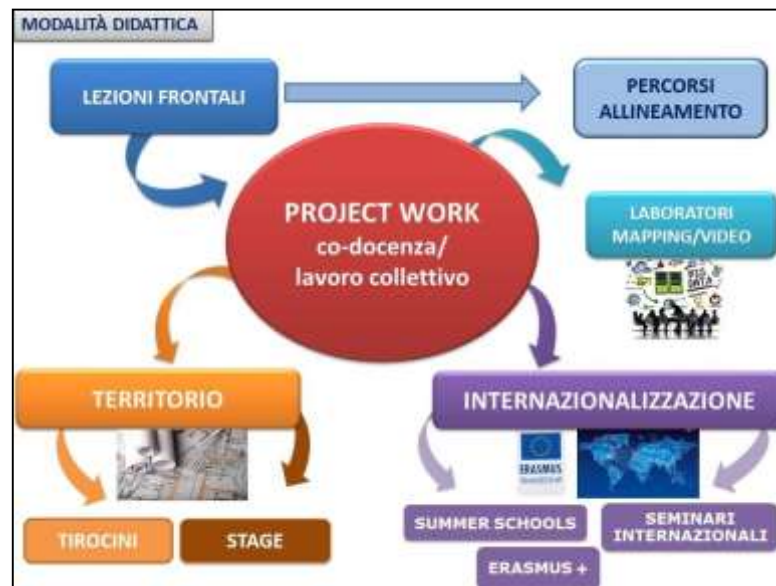 MODALITÀ DIDATTICA
LEZIONI FRONTALI
PERCORSI
ALLINEAMENTO
PROJECT WORK
co-docenza/
lavoro collettivo
LABORATORI
MAPPING/VIDEO
TERRITORIO
INTERNAZIONALIZZAZIONE
ERASMUS
TIROCINI
STAGE
SUMMER SCHOOLS
SEMINARI
INTERNAZIONALI
ERASMUS +